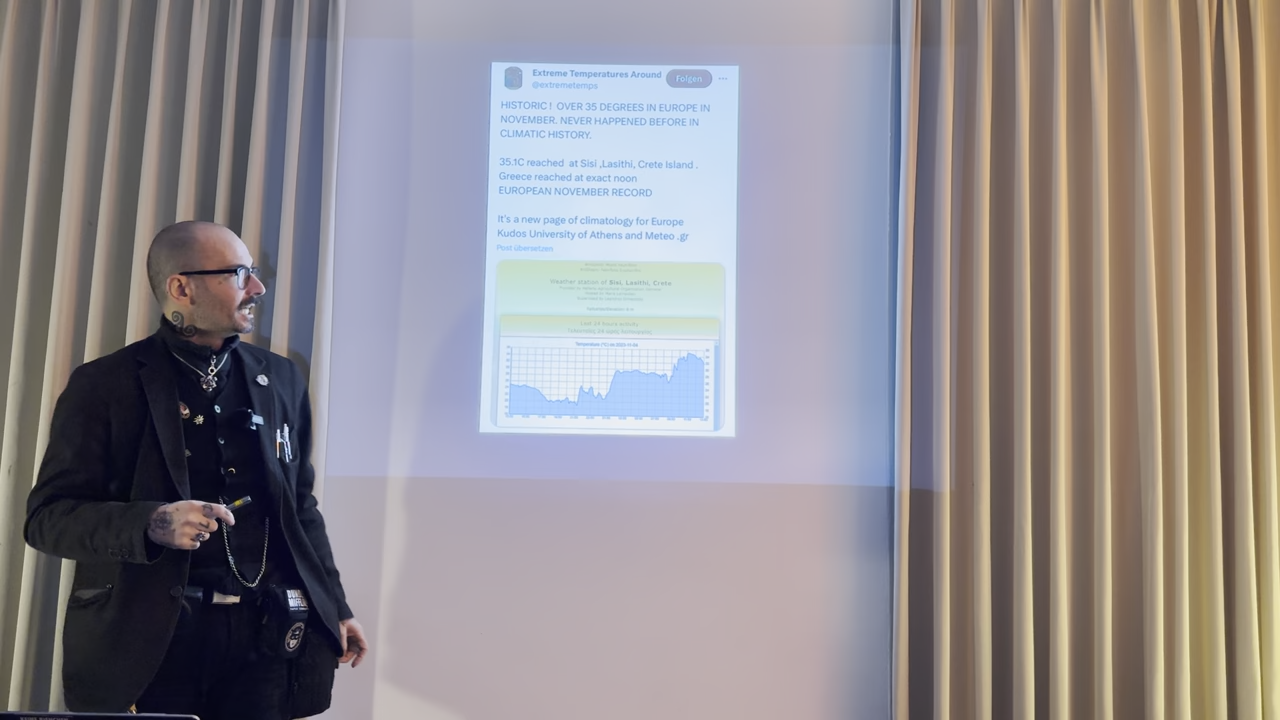 Extreme Temperatures Around
Folgen
@extremetemps
HISTORIC ! OVER 35 DEGREES IN EUROPE IN
NOVEMBER. NEVER HAPPENED BEFORE IN
CLIMATIC HISTORY.
35.1C reached at Sisi ,Lasithi, Crete Island .
Greece reached at exact noon
EUROPEAN NOVEMBER RECORD
It's a new page of climatology for Europe
Kudos University of Athens and Meteo .gr
Post übersetzen
Weather station of Sisi, Lasithi, Crete
Last 24 hours activity